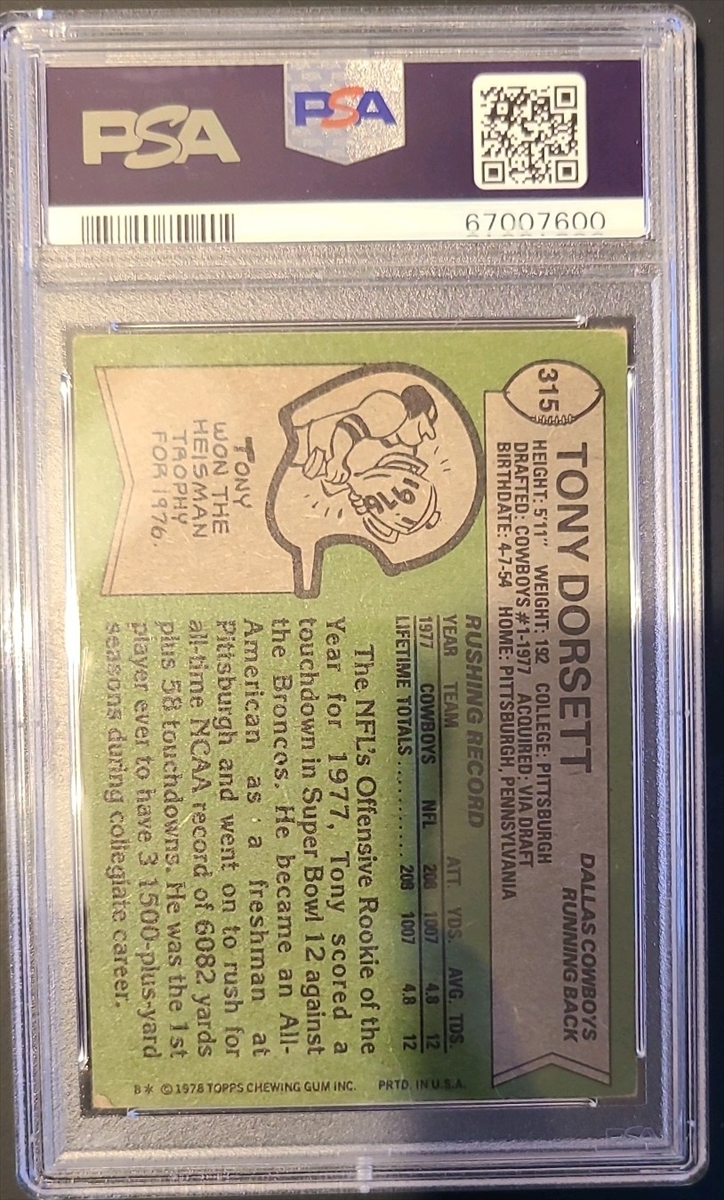 PSA
PSA
67007600
315
TONY DORSETT
DALLAS COWBOYS
RUNNING BACK
HEIGHT: 5'11" WEIGHT: 192 COLLEGE: PITTSBURGH
DRAFTED: COWBOYS #1-1977 ACQUIRED: VIA DRAFT
BIRTHDATE: 4-7-54 HOME: PITTSBURGH, PENNSYLVANIA
RUSHING RECORD
YEAR TEAM ATT. YDS. AVG. TDS.
1977 COWBOYS NFL 208 1007 4.8 12
LIFETIME TOTALS........... 208 1007 4.8 12
The NFL's Offensive Rookie of the
Year for 1977, Tony scored a
touchdown in Super Bowl 12 against
the Broncos. He became an All-
American as a freshman at
Pittsburgh and went on to rush for
all-time NCAA record of 6082 yards
plus 58 touchdowns. He was the 1st
player ever to have 3 1500-plus-yard
seasons during collegiate career.
TONY
WON THE
HEISMAN
TROPHY
FOR 1976.
B* © 1978 TOPPS CHEWING GUM INC. PRTD. IN U.S.A.
PSA